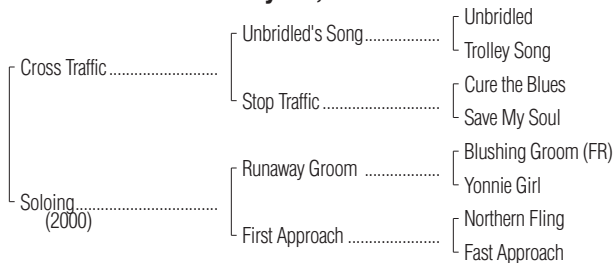 Unbridled
Unbridled's Song
Trolley Song
Cross Traffic
Cure the Blues
Stop Traffic
Save My Soul
Blushing Groom (FR)
Runaway Groom
Yonnie Girl
Soloing
(2000)
Northern Fling
First Approach
Fast Approach